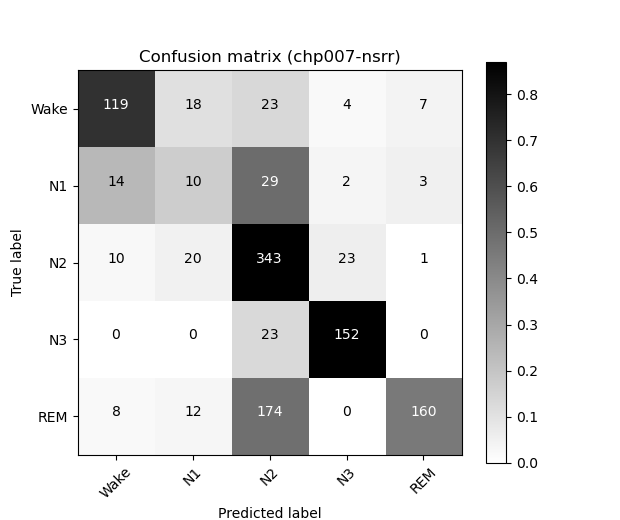 Confusion matrix (chp007-nsrr)
True label
Wake 119 18 23 4 7
N1 14 10 29 2 3
N2 10 20 343 23 1
N3 0 0 23 152 0
REM 8 12 174 0 160
Wake N1 N2 N3 REM
Predicted label
0.8
0.7
0.6
0.5
0.4
0.3
0.2
0.1
0.0